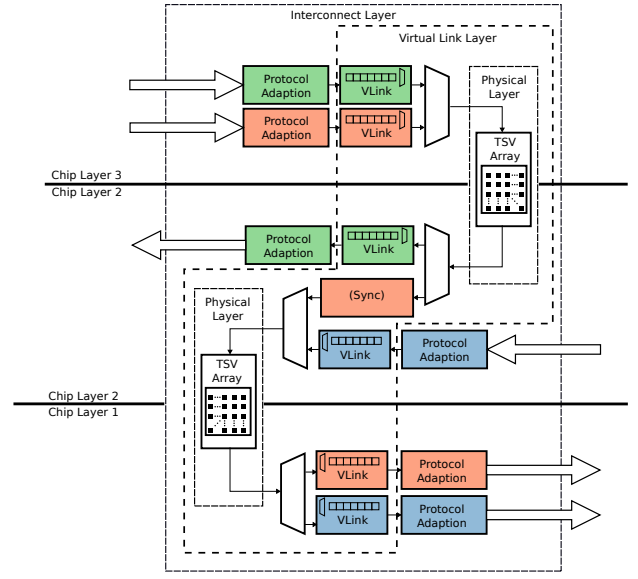 Interconnect Layer
Virtual Link Layer
Protocol
Adaption
VLink
Physical
Layer
Protocol
Adaption
VLink
TSV
Array
Chip Layer 3
Chip Layer 2
Protocol
Adaption
VLink
(Sync)
Physical
Layer
VLink
Protocol
Adaption
TSV
Array
Chip Layer 2
Chip Layer 1
VLink
Protocol
Adaption
VLink
Protocol
Adaption